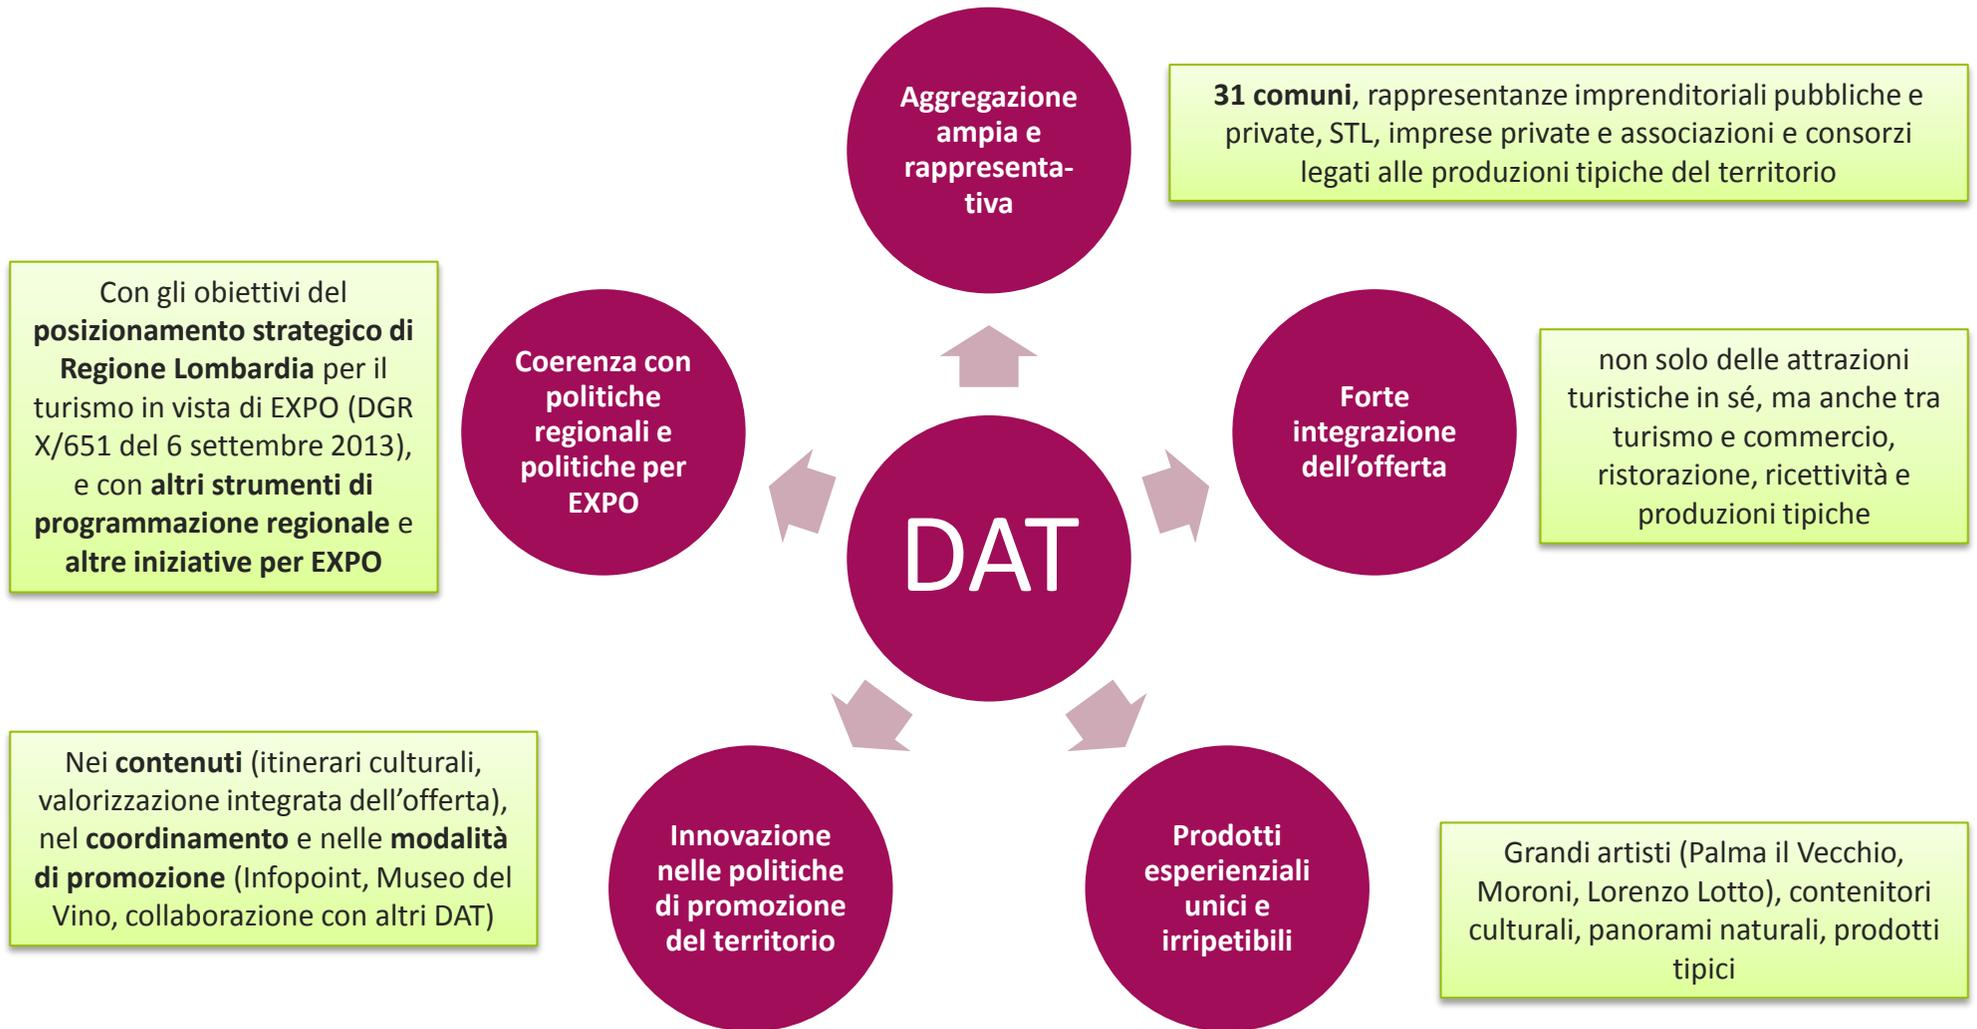 Aggregazione
ampia e
rappresenta-
tiva
31 comuni, rappresentanze imprenditoriali pubbliche e
private, STL, imprese private e associazioni e consorzi
legati alle produzioni tipiche del territorio
Con gli obiettivi del
posizionamento strategico di
Regione Lombardia per il
turismo in vista di EXPO (DGR
X/651 del 6 settembre 2013),
e con altri strumenti di
programmazione regionale e
altre iniziative per EXPO
Coerenza con
politiche
regionali e
politiche per
EXPO
Forte
integrazione
dell’offerta
non solo delle attrazioni
turistiche in sé, ma anche tra
turismo e commercio,
ristorazione, ricettività e
produzioni tipiche
DAT
Nei contenuti (itinerari culturali,
valorizzazione integrata dell’offerta),
nel coordinamento e nelle modalità
di promozione (Infopoint, Museo del
Vino, collaborazione con altri DAT)
Innovazione
nelle politiche
di promozione
del territorio
Prodotti
esperienziali
unici e
irripetibili
Grandi artisti (Palma il Vecchio,
Moroni, Lorenzo Lotto), contenitori
culturali, panorami naturali, prodotti
tipici